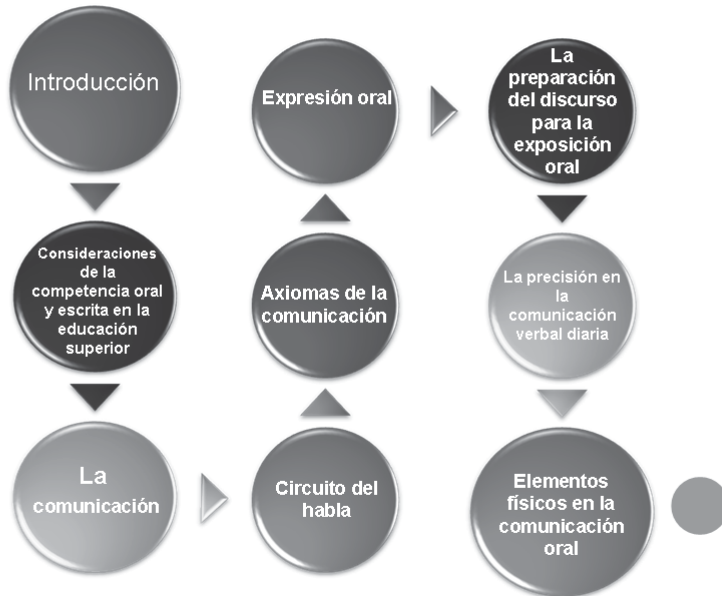 Introducción
Consideraciones
de la
competencia oral
y escrita en la
educación
superior
La
comunicación
Circuito del
habla
Axiomas de la
comunicación
Expresión oral
La
preparación
del discurso
para la
exposición
oral
La precisión en
la
comunicación
verbal diaria
Elementos
físicos en la
comunicación
oral